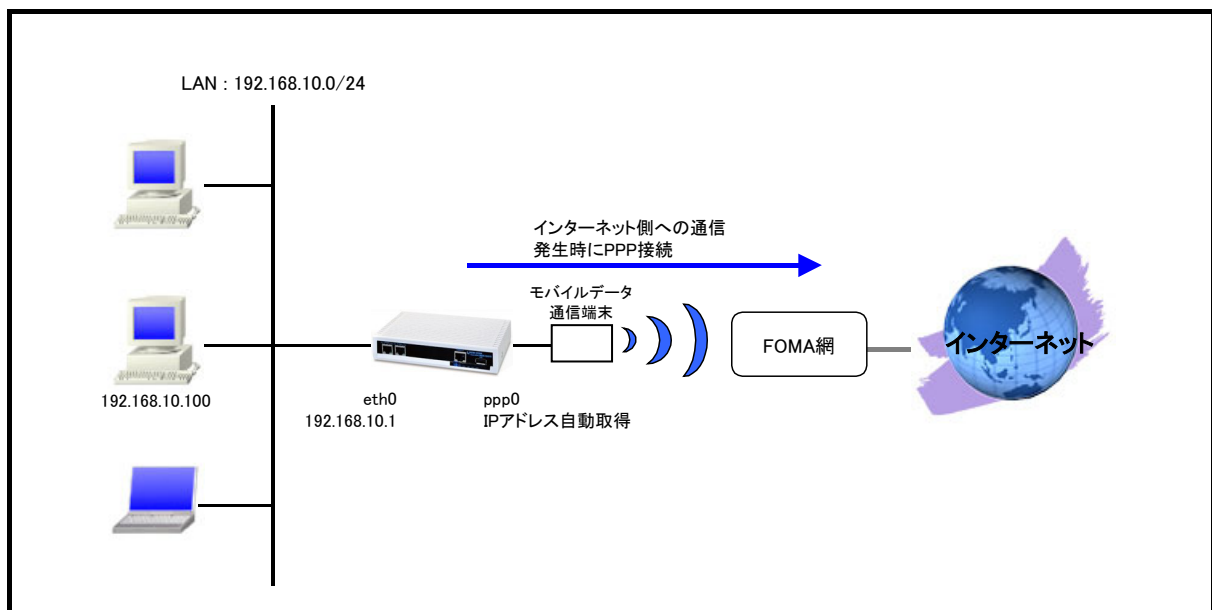 LAN : 192.168.10.0/24
インターネット側への通信
発生時にPPP接続
モバイルデータ
通信端末
FOMA網
インターネット
192.168.10.100
eth0
192.168.10.1
ppp0
IPアドレス自動取得